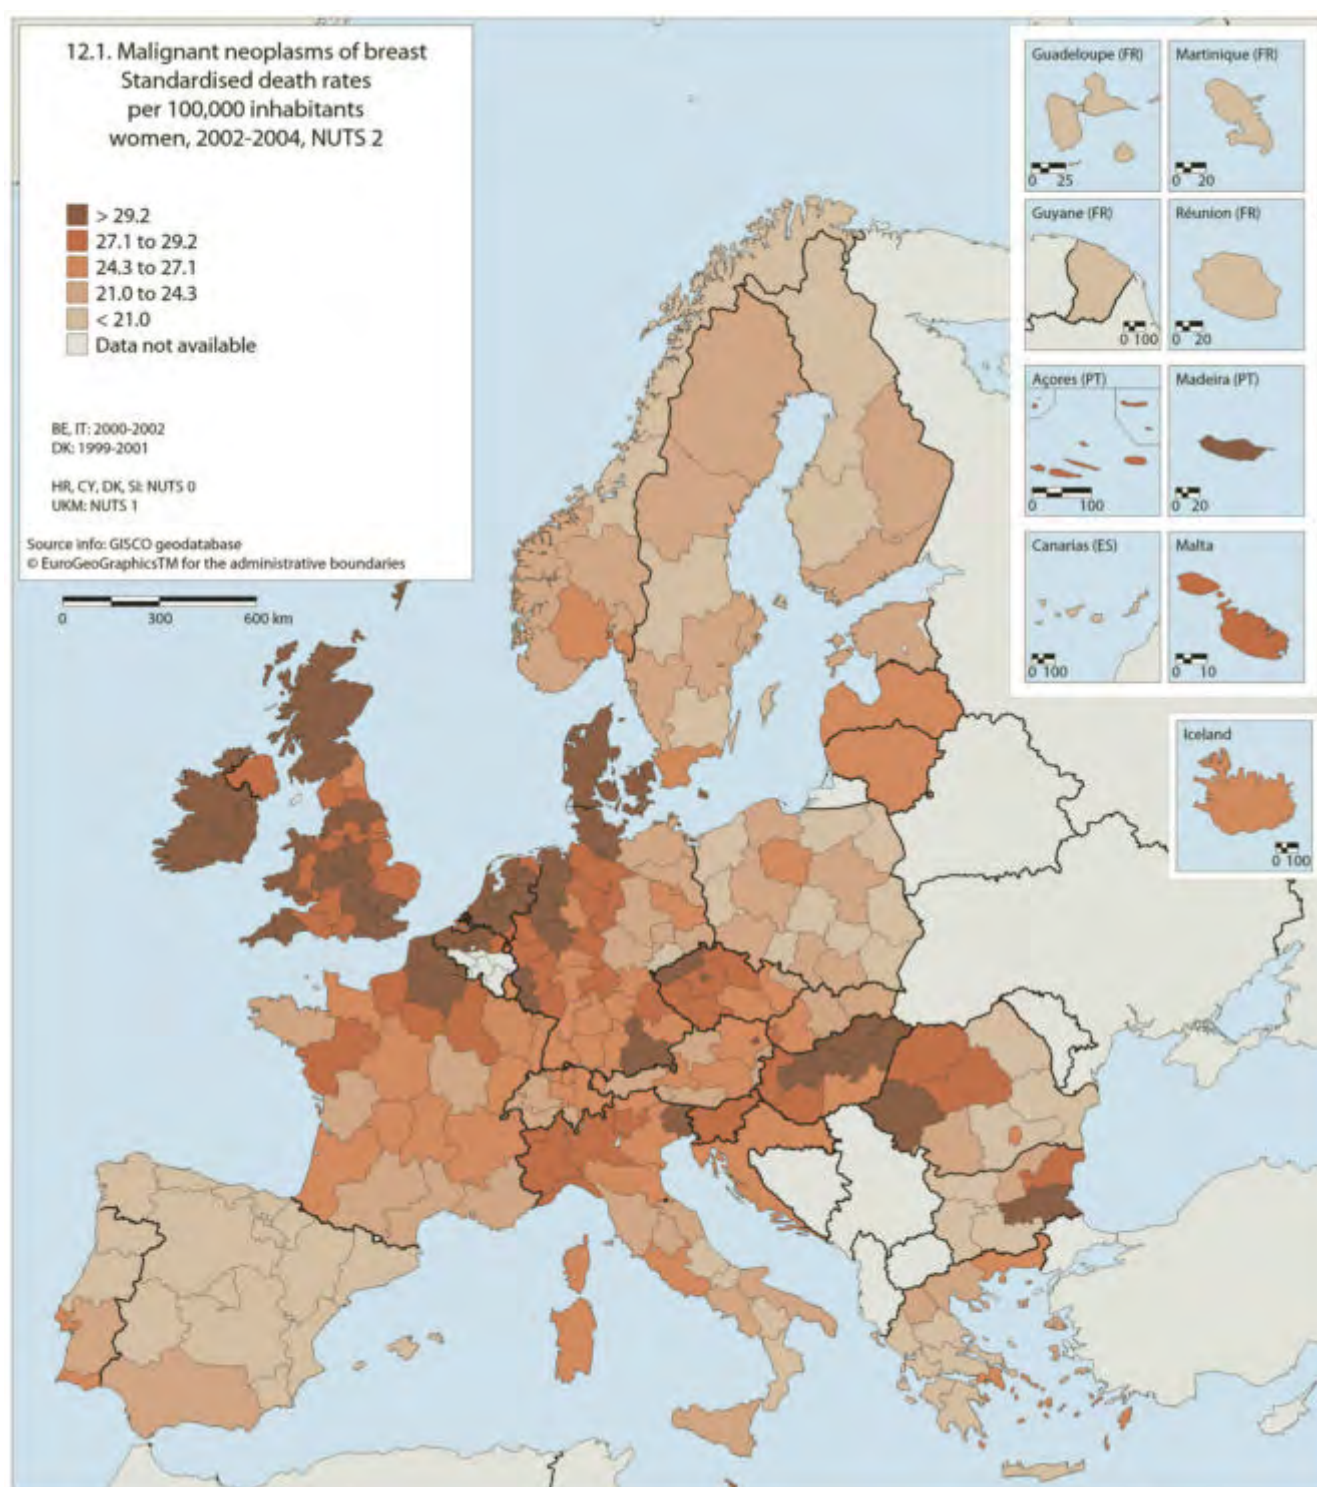 12.1. Malignant neoplasms of breast
Standardised death rates
per 100,000 inhabitants
women, 2002-2004, NUTS 2
> 29.2
27.1 to 29.2
24.3 to 27.1
21.0 to 24.3
< 21.0
Data not available
BE, IT: 2000-2002
DK: 1999-2001
HR, CY, DK, SI: NUTS 0
UKM: NUTS 1
Source info: GISCO geodatabase
© EuroGeoGraphicsTM for the administrative boundaries
0 300 600 km
Guadeloupe (FR)
0 25
Martinique (FR)
0 20
Guyane (FR)
0 100
Réunion (FR)
0 20
Açores (PT)
0 100
Madeira (PT)
0 20
Canarias (ES)
0 100
Malta
0 10
Iceland
0 100